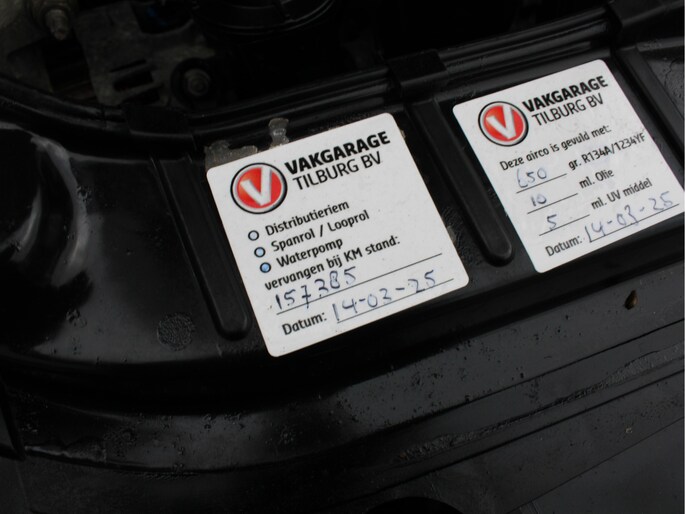 VAKGARAGE
TILBURG BV
Distributieriem
Spanrol / Looprol
Waterpomp
vervangen bij KM stand:
157385
Datum: 14-03-25
VAKGARAGE
TILBURG BV
Deze airco is gevuld met:
650 gr. R134A/1234YF
10 ml. Olie
5 ml. UV middel
Datum: 14-03-25